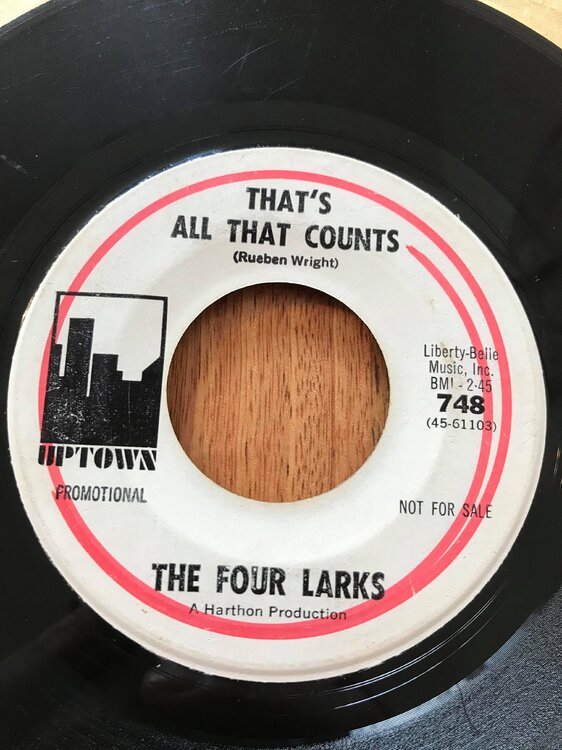 THAT'S
ALL THAT COUNTS
(Rueben Wright)
Liberty-Belle
Music, Inc.
BMI - 2:45
748
(45-61103)
UPTOWN
PROMOTIONAL
NOT FOR SALE
THE FOUR LARKS
A Harthon Production